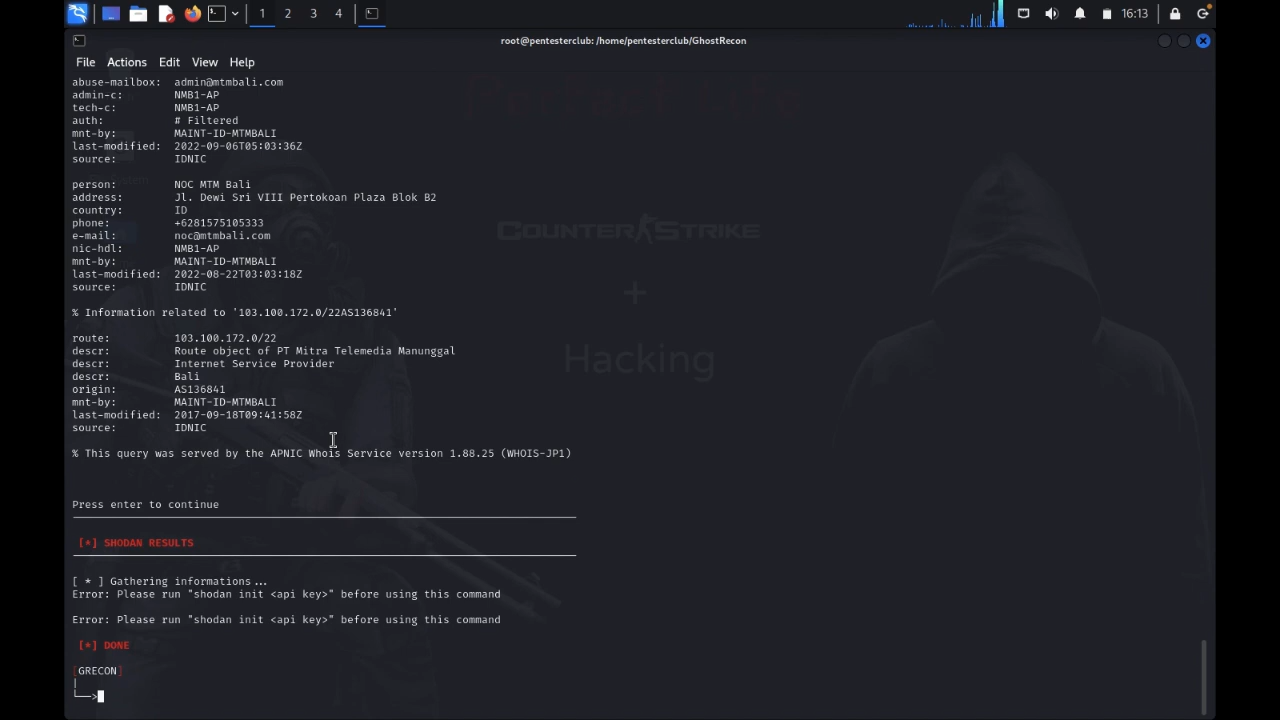 1 2 3 4
16:13
root@pentesterclub: /home/pentesterclub/GhostRecon
File Actions Edit View Help
abuse-mailbox: admin@mtmbali.com
admin-c: NMB1-AP
tech-c: NMB1-AP
auth: # Filtered
mnt-by: MAINT-ID-MTMBALI
last-modified: 2022-09-06T05:03:36Z
source: IDNIC
person: NOC MTM Bali
address: Jl. Dewi Sri VIII Pertokoan Plaza Blok B2
country: ID
phone: +6281575105333
e-mail: noc@mtmbali.com
nic-hdl: NMB1-AP
mnt-by: MAINT-ID-MTMBALI
last-modified: 2022-08-22T03:03:18Z
source: IDNIC
% Information related to '103.100.172.0/22AS136841'
route: 103.100.172.0/22
descr: Route object of PT Mitra Telemedia Manunggal
descr: Internet Service Provider
descr: Bali
origin: AS136841
mnt-by: MAINT-ID-MTMBALI
last-modified: 2017-09-18T09:41:58Z
source: IDNIC
% This query was served by the APNIC Whois Service version 1.88.25 (WHOIS-JP1)
Press enter to continue
[*] SHODAN RESULTS
[ * ] Gathering informations...
Error: Please run "shodan init <api key>" before using this command
Error: Please run "shodan init <api key>" before using this command
[*] DONE
[GRECON]
└──>
COUNTER STRIKE
+
Hacking